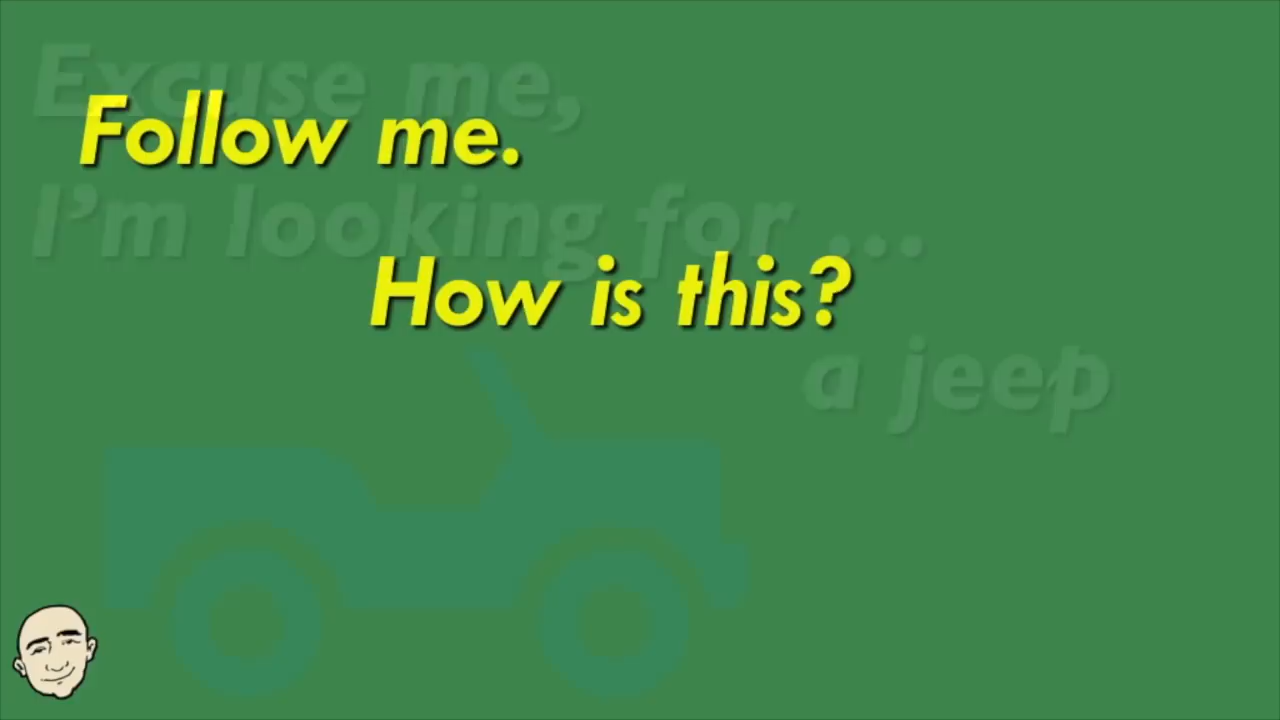 Excuse me,
Follow me.
I'm looking for ...
How is this?
a jeep